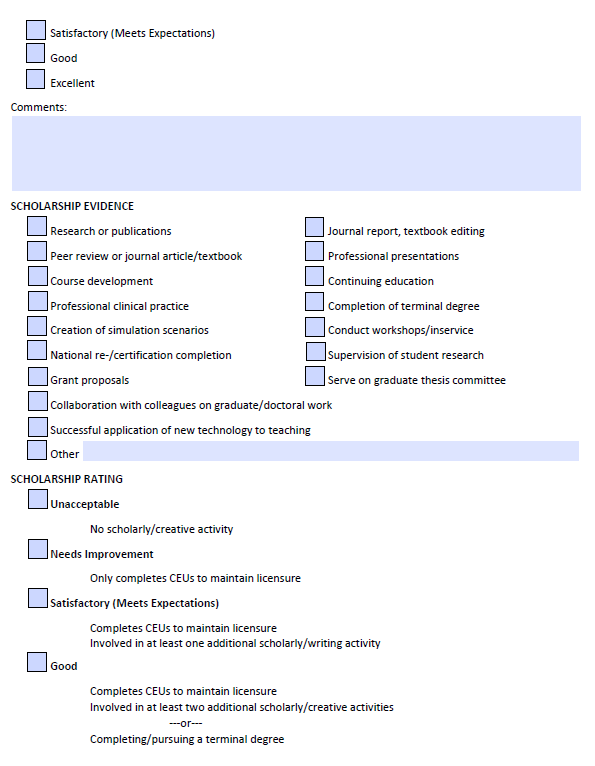 Satisfactory (Meets Expectations)
Good
Excellent
Comments:
SCHOLARSHIP EVIDENCE
Research or publications
Journal report, textbook editing
Peer review or journal article/textbook
Professional presentations
Course development
Continuing education
Professional clinical practice
Completion of terminal degree
Creation of simulation scenarios
Conduct workshops/inservice
National re-/certification completion
Supervision of student research
Grant proposals
Serve on graduate thesis committee
Collaboration with colleagues on graduate/doctoral work
Successful application of new technology to teaching
Other
SCHOLARSHIP RATING
Unacceptable
No scholarly/creative activity
Needs Improvement
Only completes CEUs to maintain licensure
Satisfactory (Meets Expectations)
Completes CEUs to maintain licensure
Involved in at least one additional scholarly/writing activity
Good
Completes CEUs to maintain licensure
Involved in at least two additional scholarly/creative activities
---or---
Completing/pursuing a terminal degree